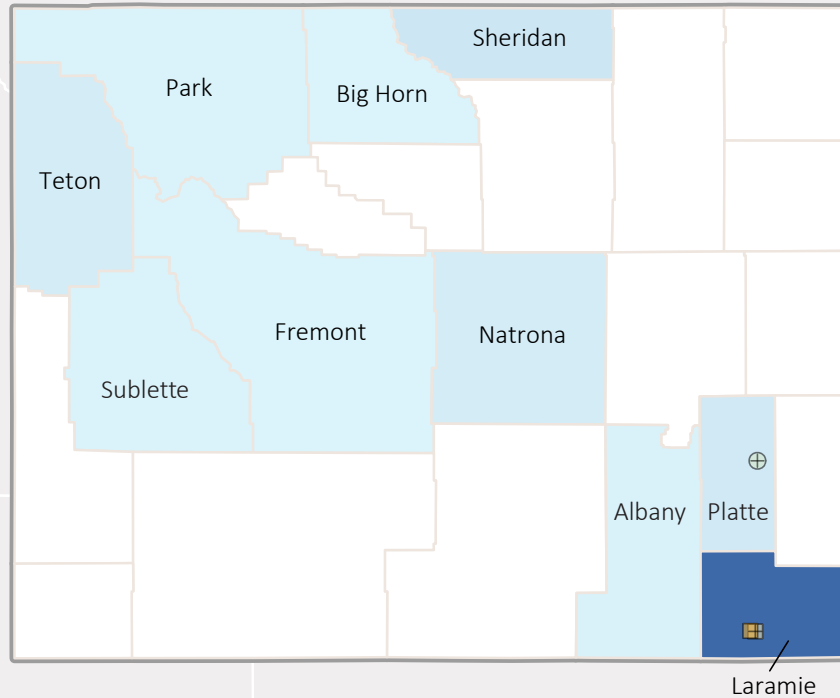 Sheridan
Park
Big Horn
Teton
Fremont
Natrona
Sublette
Albany
Platte
Laramie